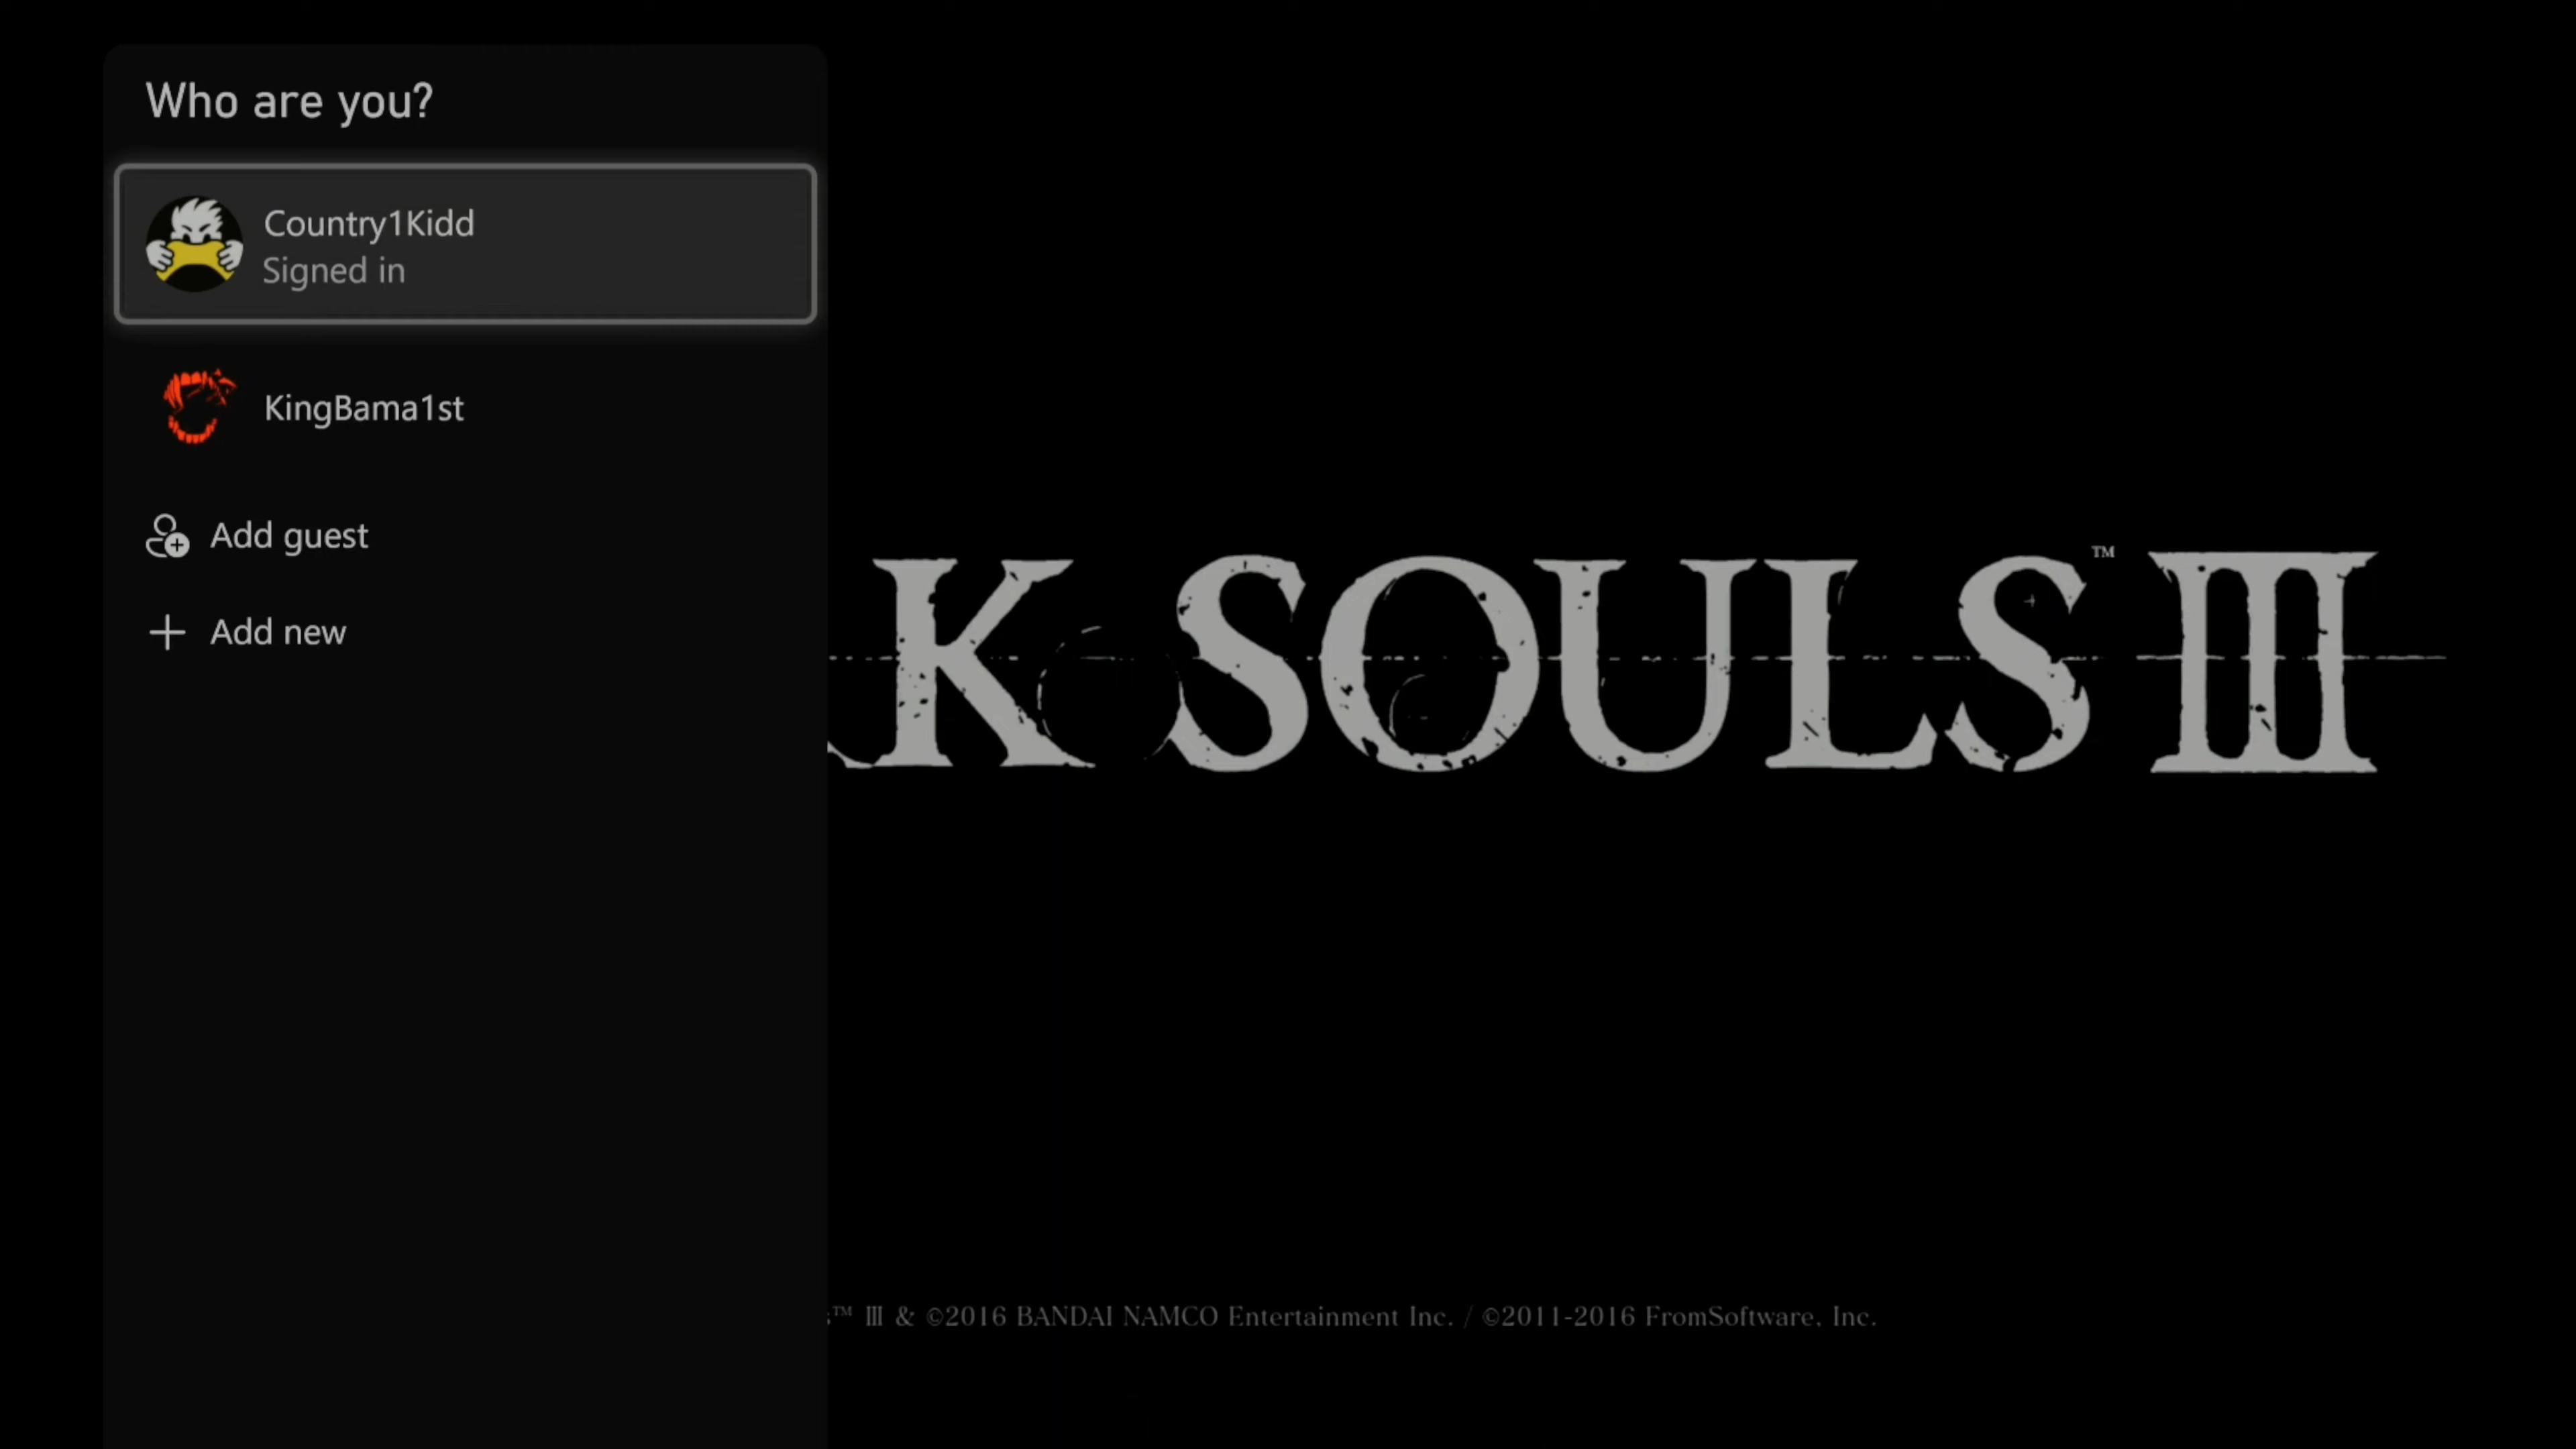 Who are you?
Country1Kidd
Signed in
KingBama1st
Add guest
Add new
K SOULS™ III
™ III & ©2016 BANDAI NAMCO Entertainment Inc. / ©2011-2016 FromSoftware, Inc.